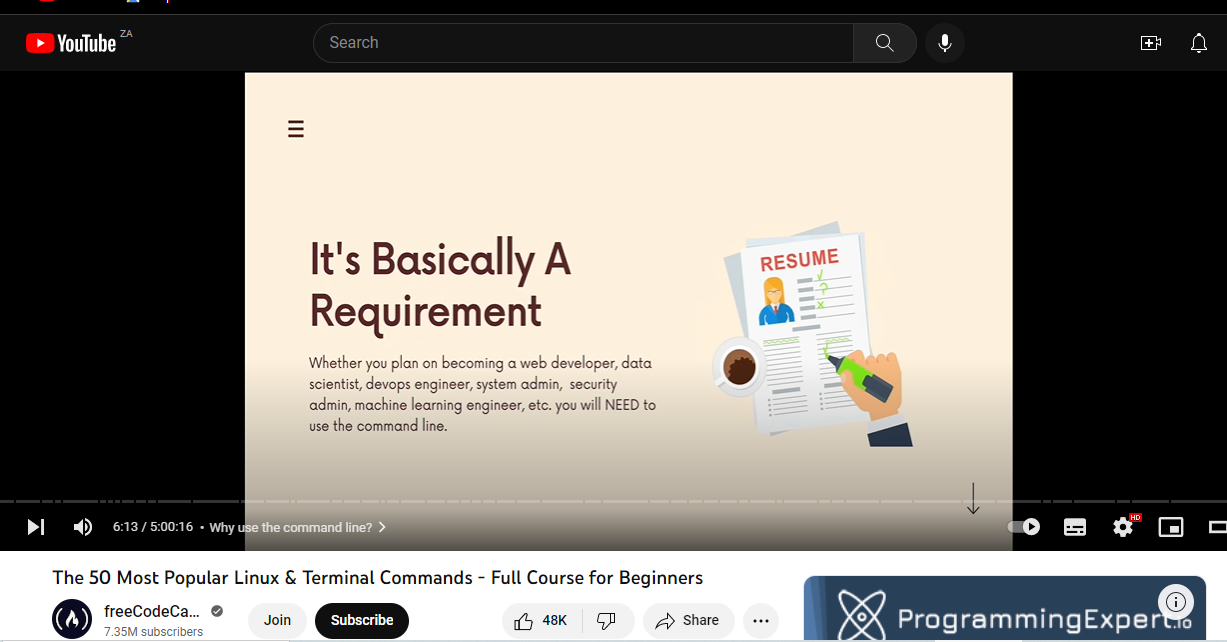 YouTube ZA
Search
It's Basically A
Requirement
Whether you plan on becoming a web developer, data
scientist, devops engineer, system admin, security
admin, machine learning engineer, etc. you will NEED to
use the command line.
RESUME
6:13 / 5:00:16 • Why use the command line?
HD
The 50 Most Popular Linux & Terminal Commands - Full Course for Beginners
freeCodeCa...
7.35M subscribers
Join
Subscribe
48K
Share
ProgrammingExpert.io